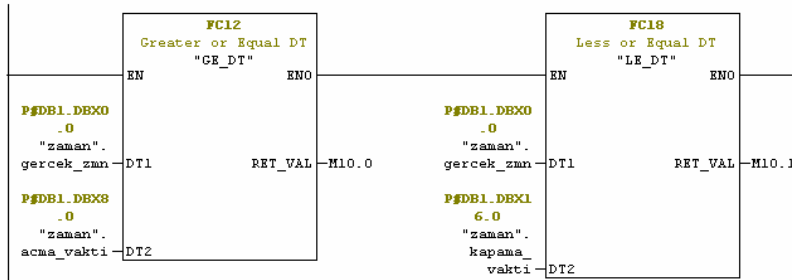 FC12
Greater or Equal DT
"GE_DT"
EN ENO
P#DB1.DBX0
.0
"zaman".
gercek_zmn DT1 RET_VAL M10.0
P#DB1.DBX8
.0
"zaman".
acma_vakti DT2
FC18
Less or Equal DT
"LE_DT"
EN ENO
P#DB1.DBX0
.0
"zaman".
gercek_zmn DT1 RET_VAL M10.1
P#DB1.DBX1
6.0
"zaman".
kapama_
vakti DT2